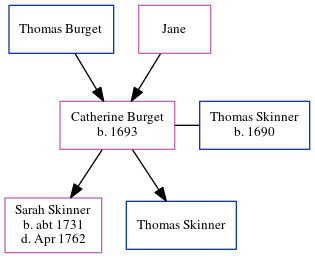 Thomas Burget
Jane
Catherine Burget
b. 1693
Thomas Skinner
b. 1690
Sarah Skinner
b. abt 1731
d. Apr 1762
Thomas Skinner